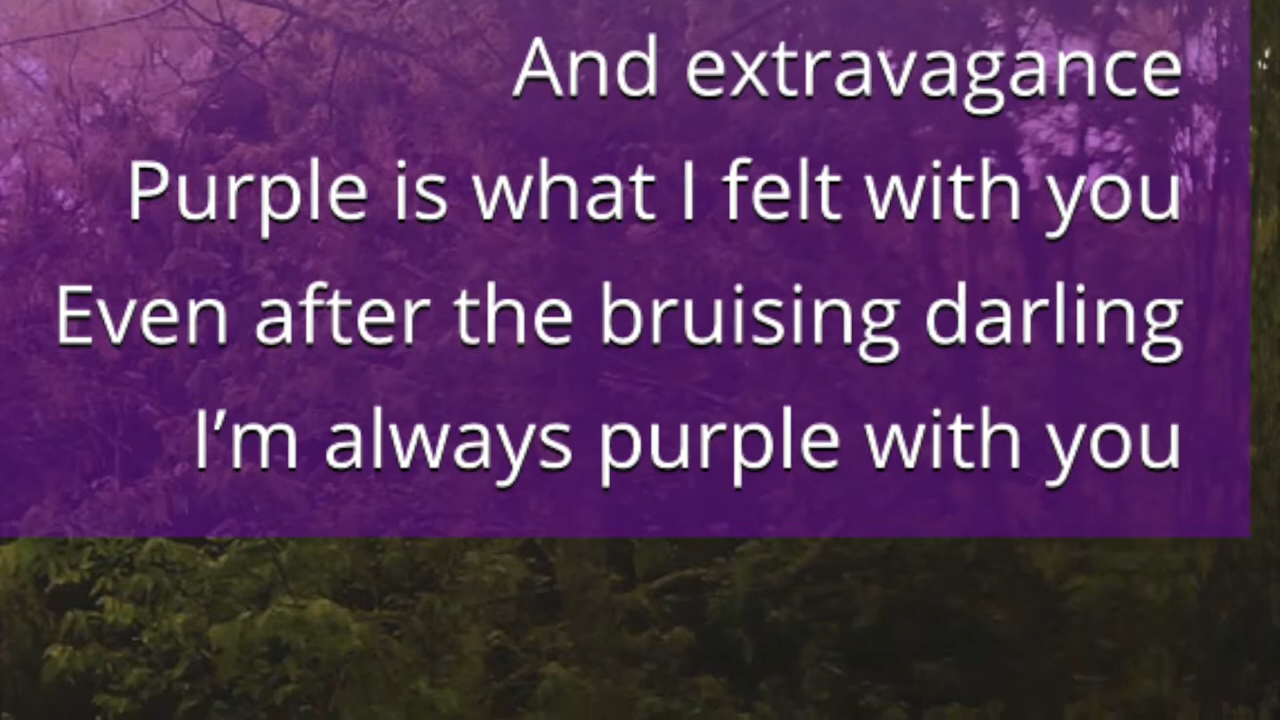 And extravagance
Purple is what I felt with you
Even after the bruising darling
I’m always purple with you